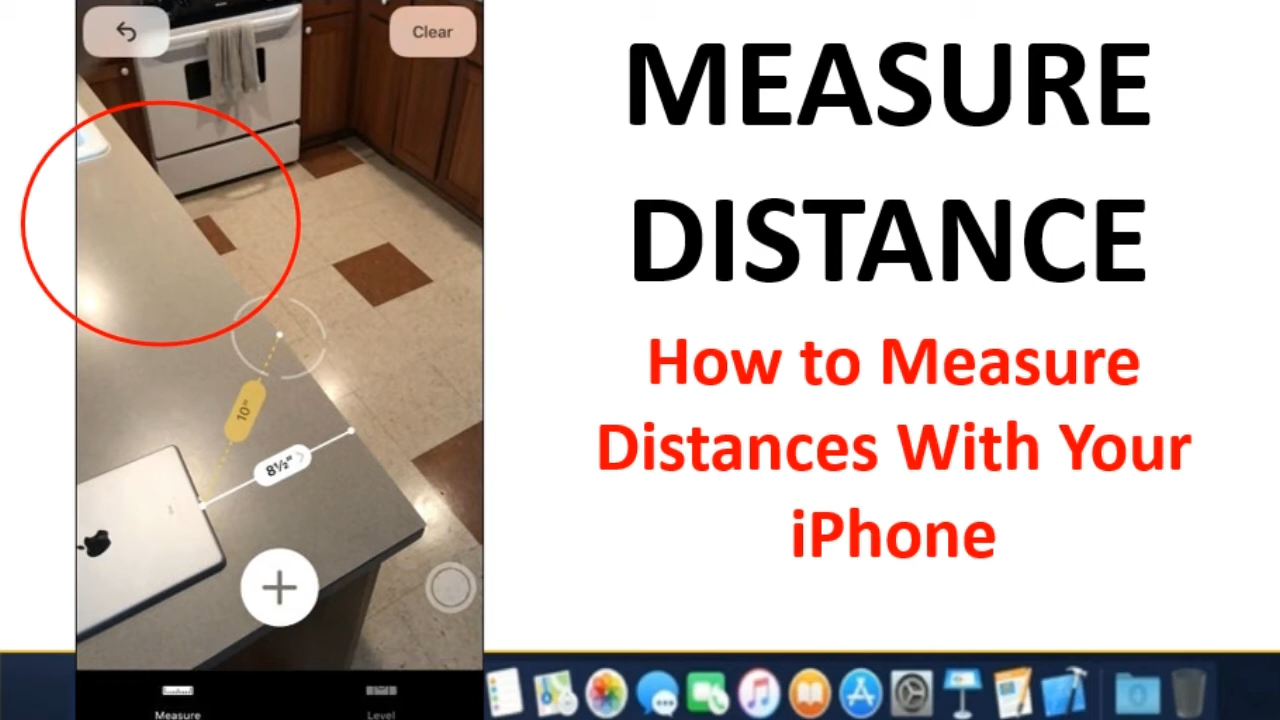 Clear
10"
8½"
Measure
Level
MEASURE
DISTANCE
How to Measure
Distances With Your
iPhone